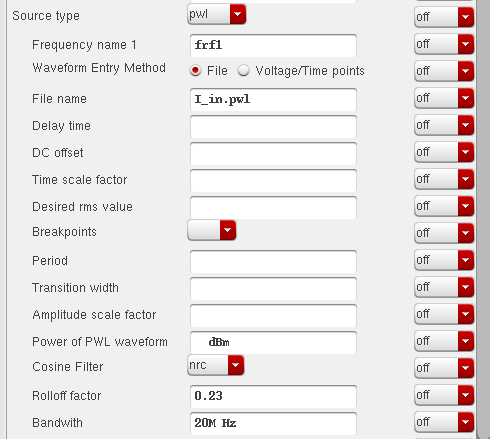 Source type pwl off
Frequency name 1 frf1 off
Waveform Entry Method File Voltage/Time points off
File name I_in.pwl off
Delay time off
DC offset off
Time scale factor off
Desired rms value off
Breakpoints off
Period off
Transition width off
Amplitude scale factor off
Power of PWL waveform dBm off
Cosine Filter nrc off
Rolloff factor 0.23 off
Bandwith 20M Hz off